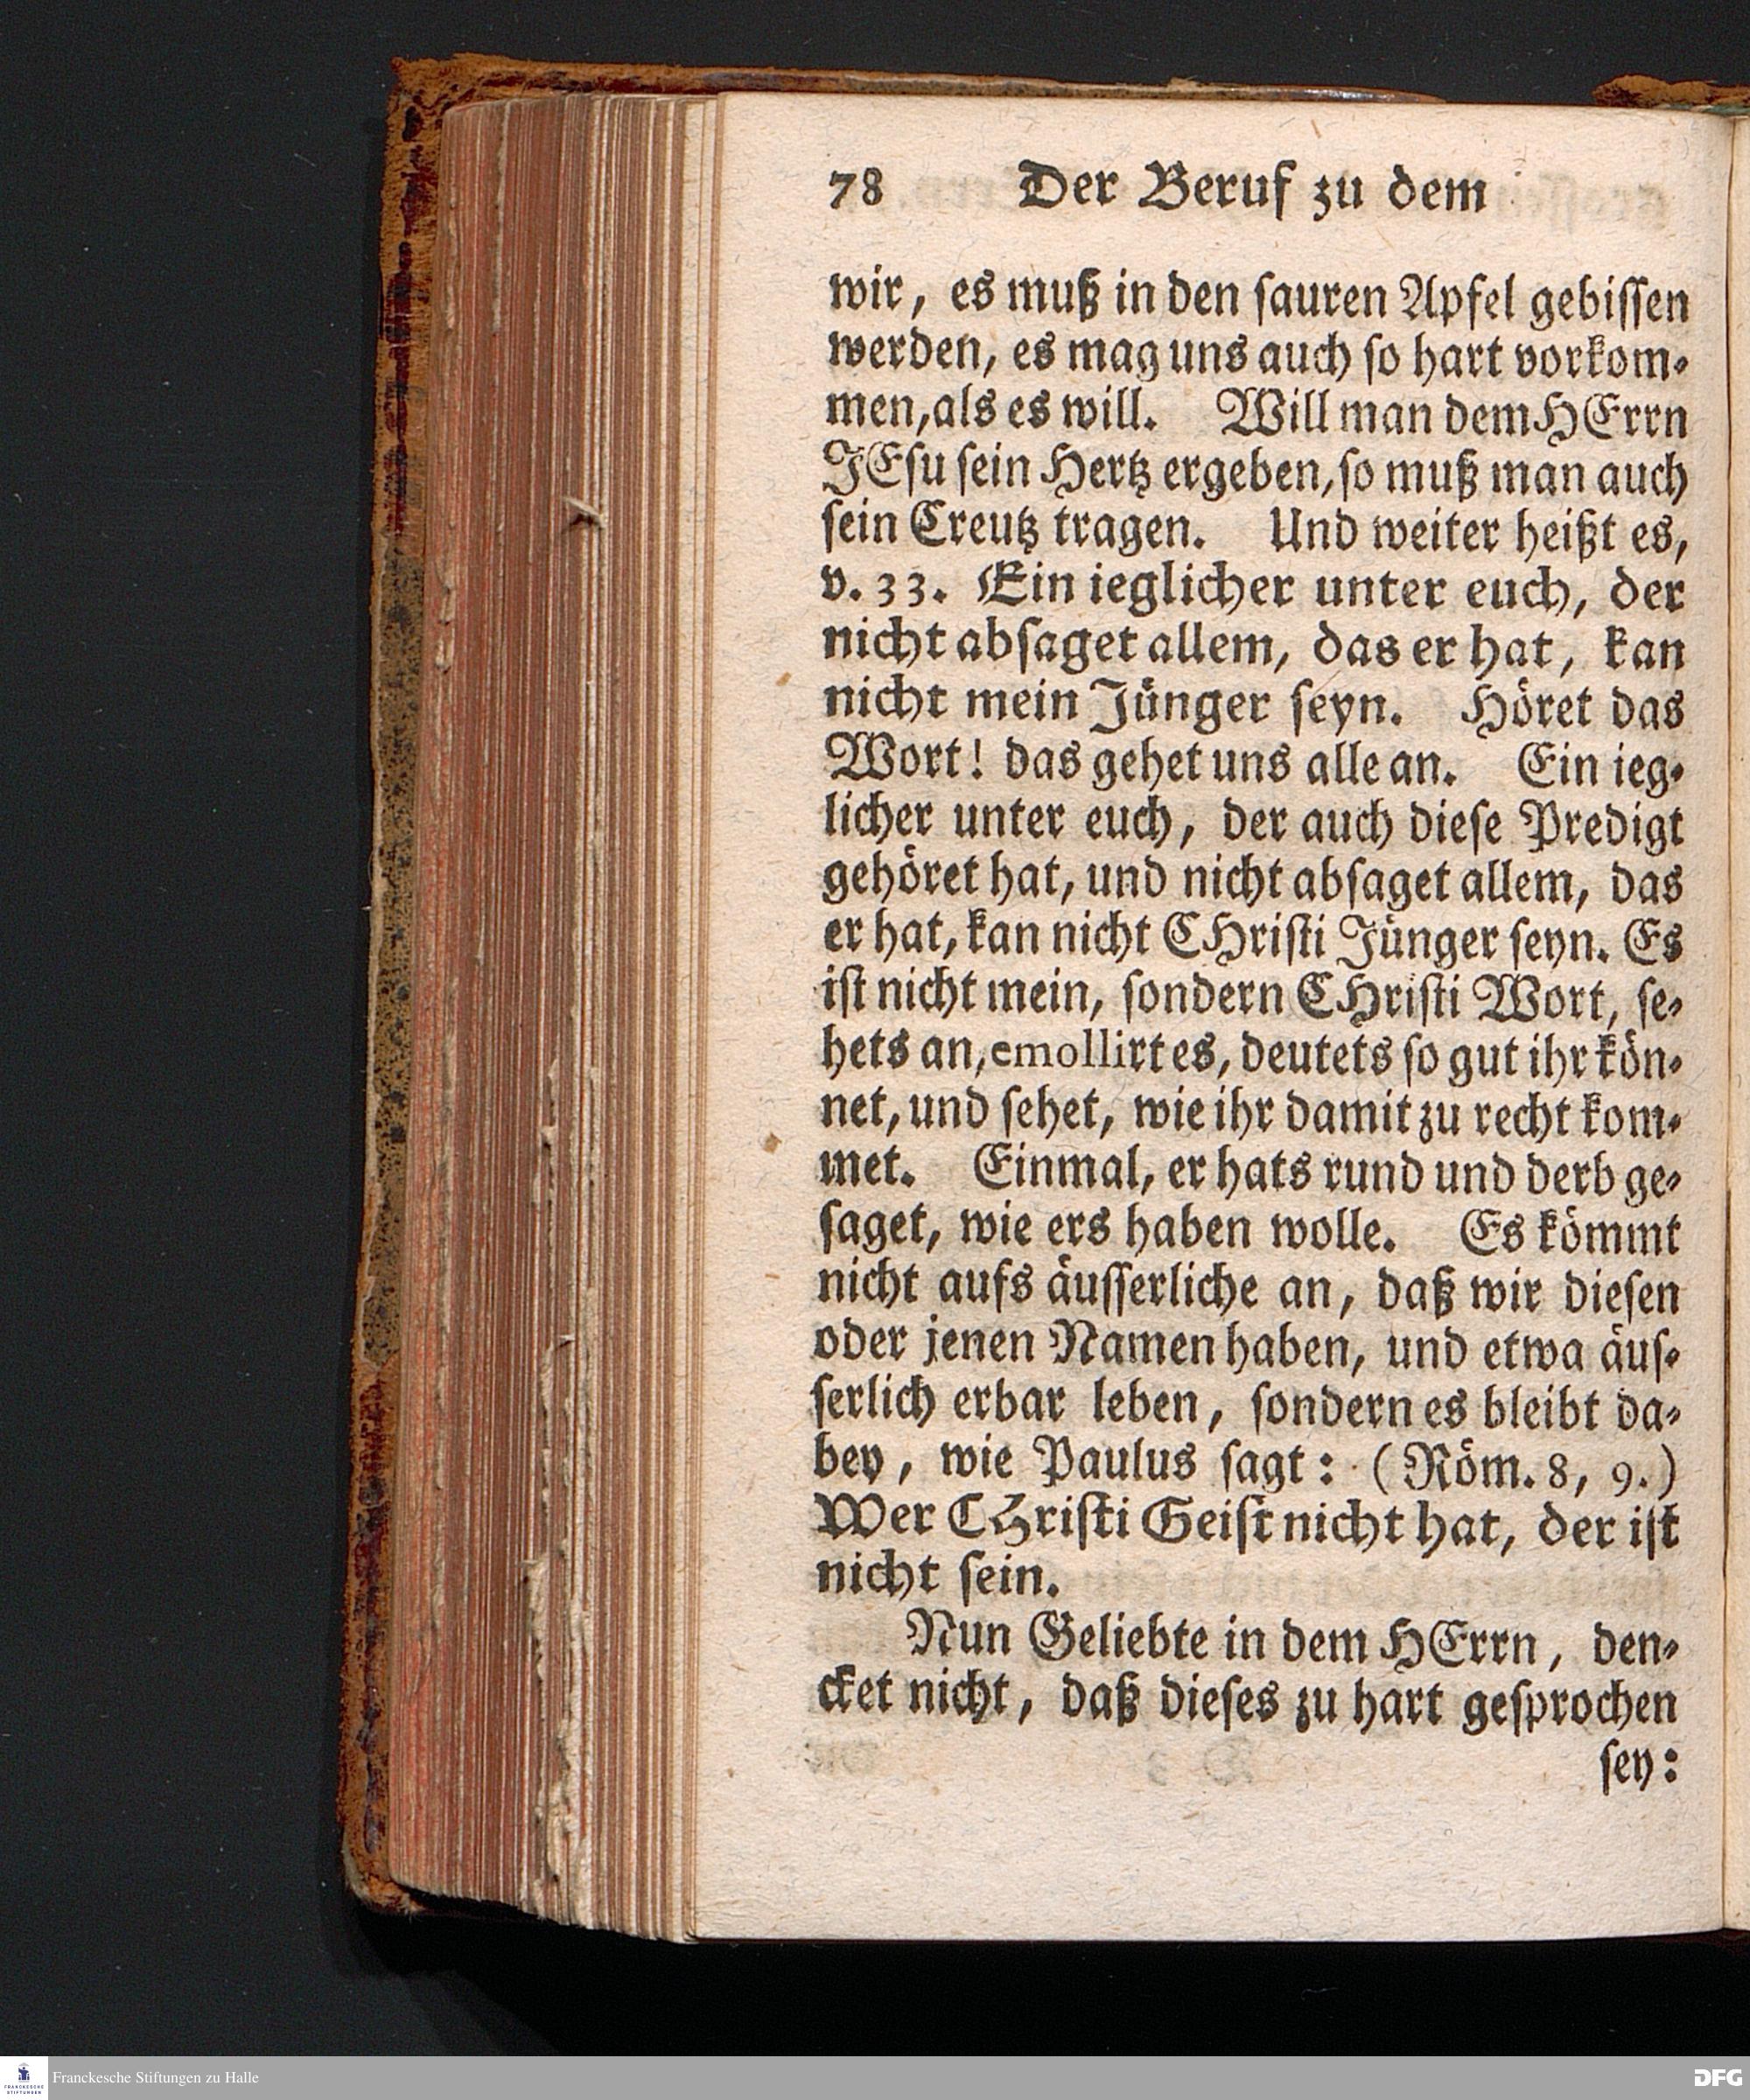 78 Der Beruf zu dem
wir, es muß in den ſauren Apfel gebiſſen
werden, es mag uns auch ſo hart vorkom⸗
men, als es will. Will man dem HErrn
JEſu ſein Hertz ergeben, ſo muß man auch
ſein Creutz tragen. Und weiter heißt es,
v. 33. Ein ieglicher unter euch, der
nicht abſaget allem, das er hat, kan
nicht mein Jünger ſeyn. Höret das
Wort! das gehet uns alle an. Ein ieg⸗
licher unter euch, der auch dieſe Predigt
gehöret hat, und nicht abſaget allem, das
er hat, kan nicht CHriſti Jünger ſeyn. Es
iſt nicht mein, ſondern CHriſti Wort, ſe⸗
hets an, emollirt es, deutets ſo gut ihr kön⸗
net, und ſehet, wie ihr damit zu recht kom⸗
met. Einmal, er hats rund und derb ge⸗
ſaget, wie ers haben wolle. Es kömmt
nicht aufs äuſſerliche an, daß wir dieſen
oder jenen Namen haben, und etwa äuſ⸗
ſerlich erbar leben, ſondern es bleibt da⸗
bey, wie Paulus ſagt: (Röm. 8, 9.)
Wer CHriſti Geiſt nicht hat, der iſt
nicht ſein.
Nun Geliebte in dem HErrn, den⸗
cket nicht, daß dieſes zu hart geſprochen
ſey:
FRANCKESCHE
STIFTUNGEN
Franckesche Stiftungen zu Halle
DFG